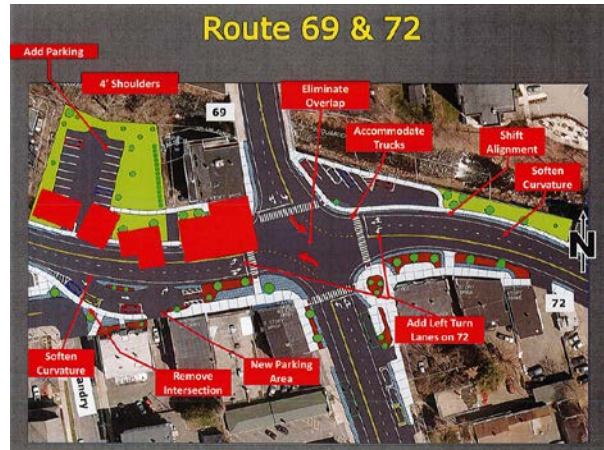 Route 69 & 72
Add Parking
4' Shoulders
69
Eliminate
Overlap
Accommodate
Trucks
Shift
Alignment
Soften
Curvature
N
72
Soften
Curvature
Remove
Intersection
New Parking
Area
Add Left Turn
Lanes on 72